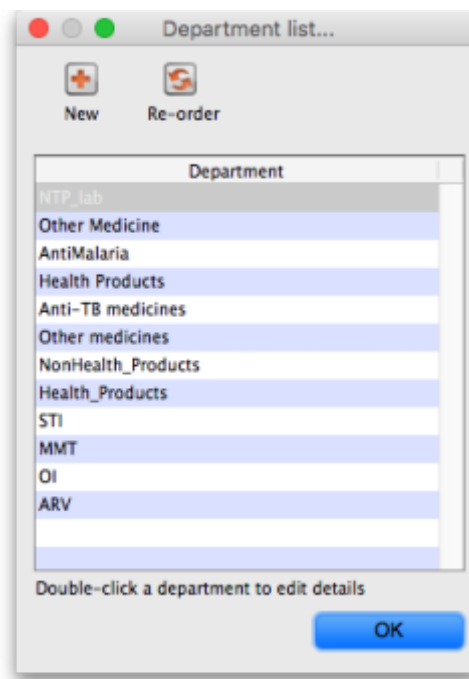 Department list...
New Re-order
Department
NTP_lab
Other Medicine
AntiMalaria
Health Products
Anti-TB medicines
Other medicines
NonHealth_Products
Health_Products
STI
MMT
OI
ARV
Double-click a department to edit details
OK